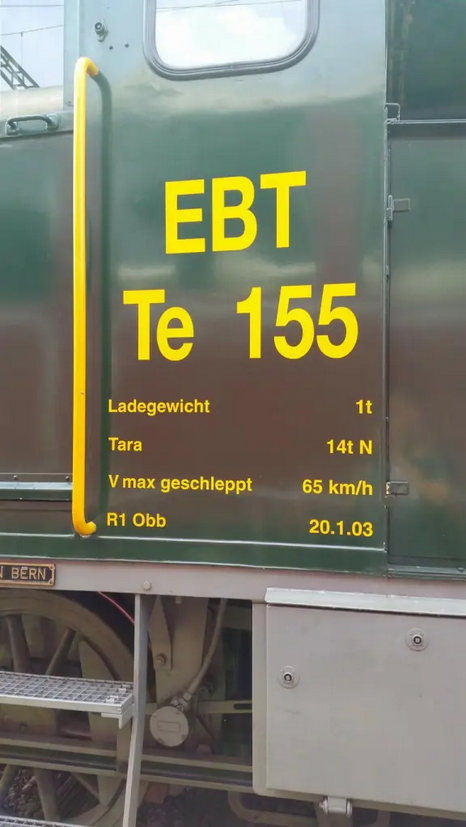 EBT
Te 155
Ladegewicht 1t
Tara 14t N
V max geschleppt 65 km/h
R1 Obb 20.1.03
N BERN